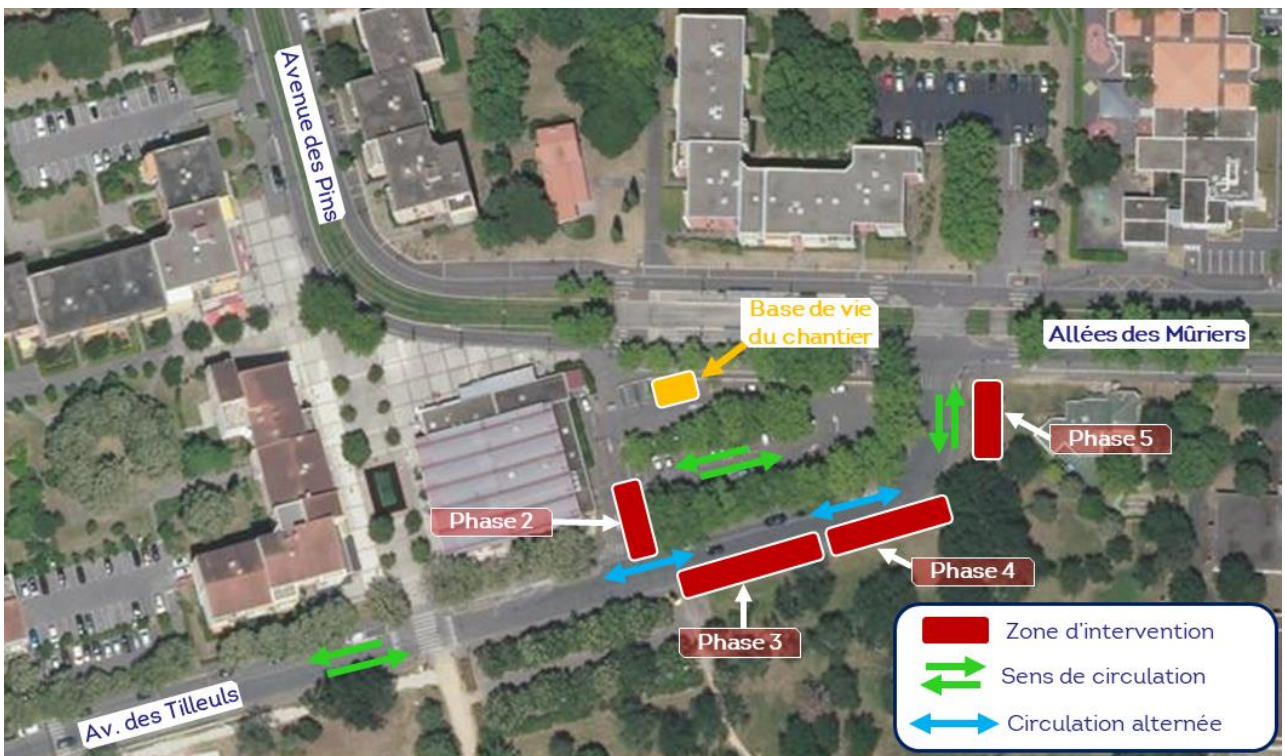 Avenue des Pins
Base de vie
du chantier
Allées des Mûriers
Phase 5
Phase 2
Phase 4
Phase 3
Av. des Tilleuls
Zone d'intervention
Sens de circulation
Circulation alternée